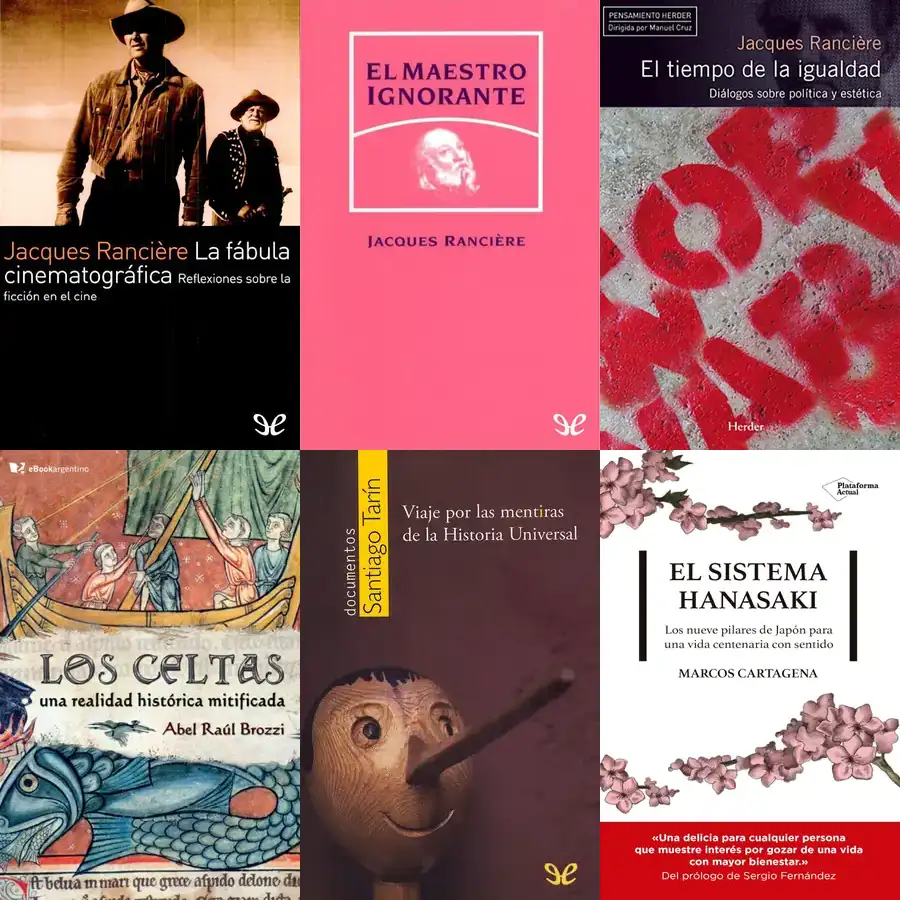 Jacques Rancière La fábula
cinematográfica Reflexiones sobre la
ficción en el cine
EL MAESTRO
IGNORANTE
JACQUES RANCIÈRE
PENSAMIENTO HERDER
Dirigida por Manuel Cruz
Jacques Rancière
El tiempo de la igualdad
Diálogos sobre política y estética
Herder
eBookargentino
LOS CELTAS
una realidad histórica mitificada
Abel Raúl Brozzi
documentos
Santiago Tarín
Viaje por las mentiras
de la Historia Universal
Plataforma
Actual
EL SISTEMA
HANASAKI
Los nueve pilares de Japón para
una vida centenaria con sentido
MARCOS CARTAGENA
«Una delicia para cualquier persona
que muestre interés por gozar de una vida
con mayor bienestar.»
Del prólogo de Sergio Fernández